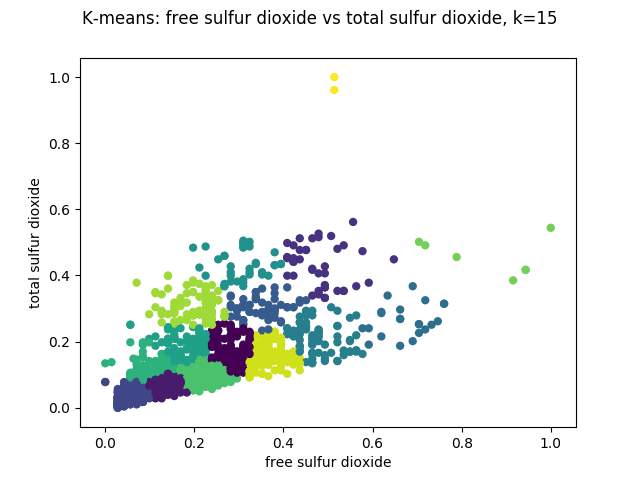 K-means: free sulfur dioxide vs total sulfur dioxide, k=15
1.0
0.8
0.6
0.4
0.2
0.0
total sulfur dioxide
0.0 0.2 0.4 0.6 0.8 1.0
free sulfur dioxide